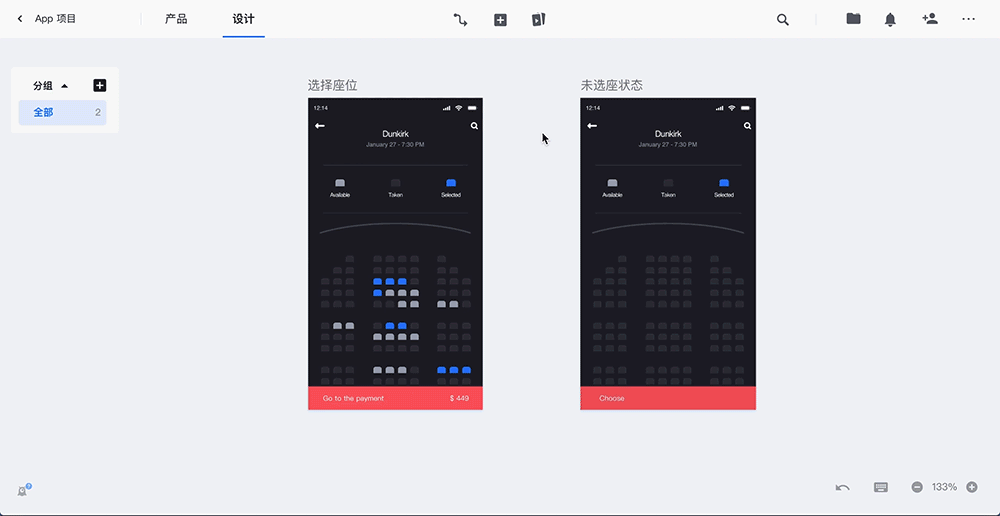 App 项目
产品
设计
分组
全部 2
选择座位
12:14
Dunkirk
January 27 - 7:30 PM
Available Taken Selected
Go to the payment $ 449
未选座状态
12:14
Dunkirk
January 27 - 7:30 PM
Available Taken Selected
Choose
133%